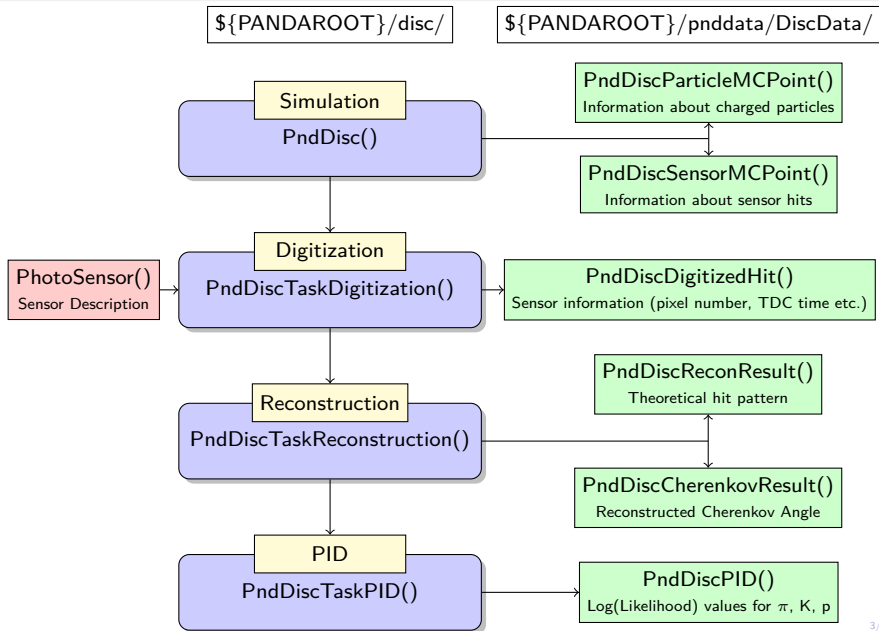 ${PANDAROOT}/disc/
${PANDAROOT}/pnddata/DiscData/
Simulation
PndDisc()
PndDiscParticleMCPoint()
Information about charged particles
PndDiscSensorMCPoint()
Information about sensor hits
PhotoSensor()
Sensor Description
Digitization
PndDiscTaskDigitization()
PndDiscDigitizedHit()
Sensor information (pixel number, TDC time etc.)
Reconstruction
PndDiscTaskReconstruction()
PndDiscReconResult()
Theoretical hit pattern
PndDiscCherenkovResult()
Reconstructed Cherenkov Angle
PID
PndDiscTaskPID()
PndDiscPID()
Log(Likelihood) values for π, K, p
3/